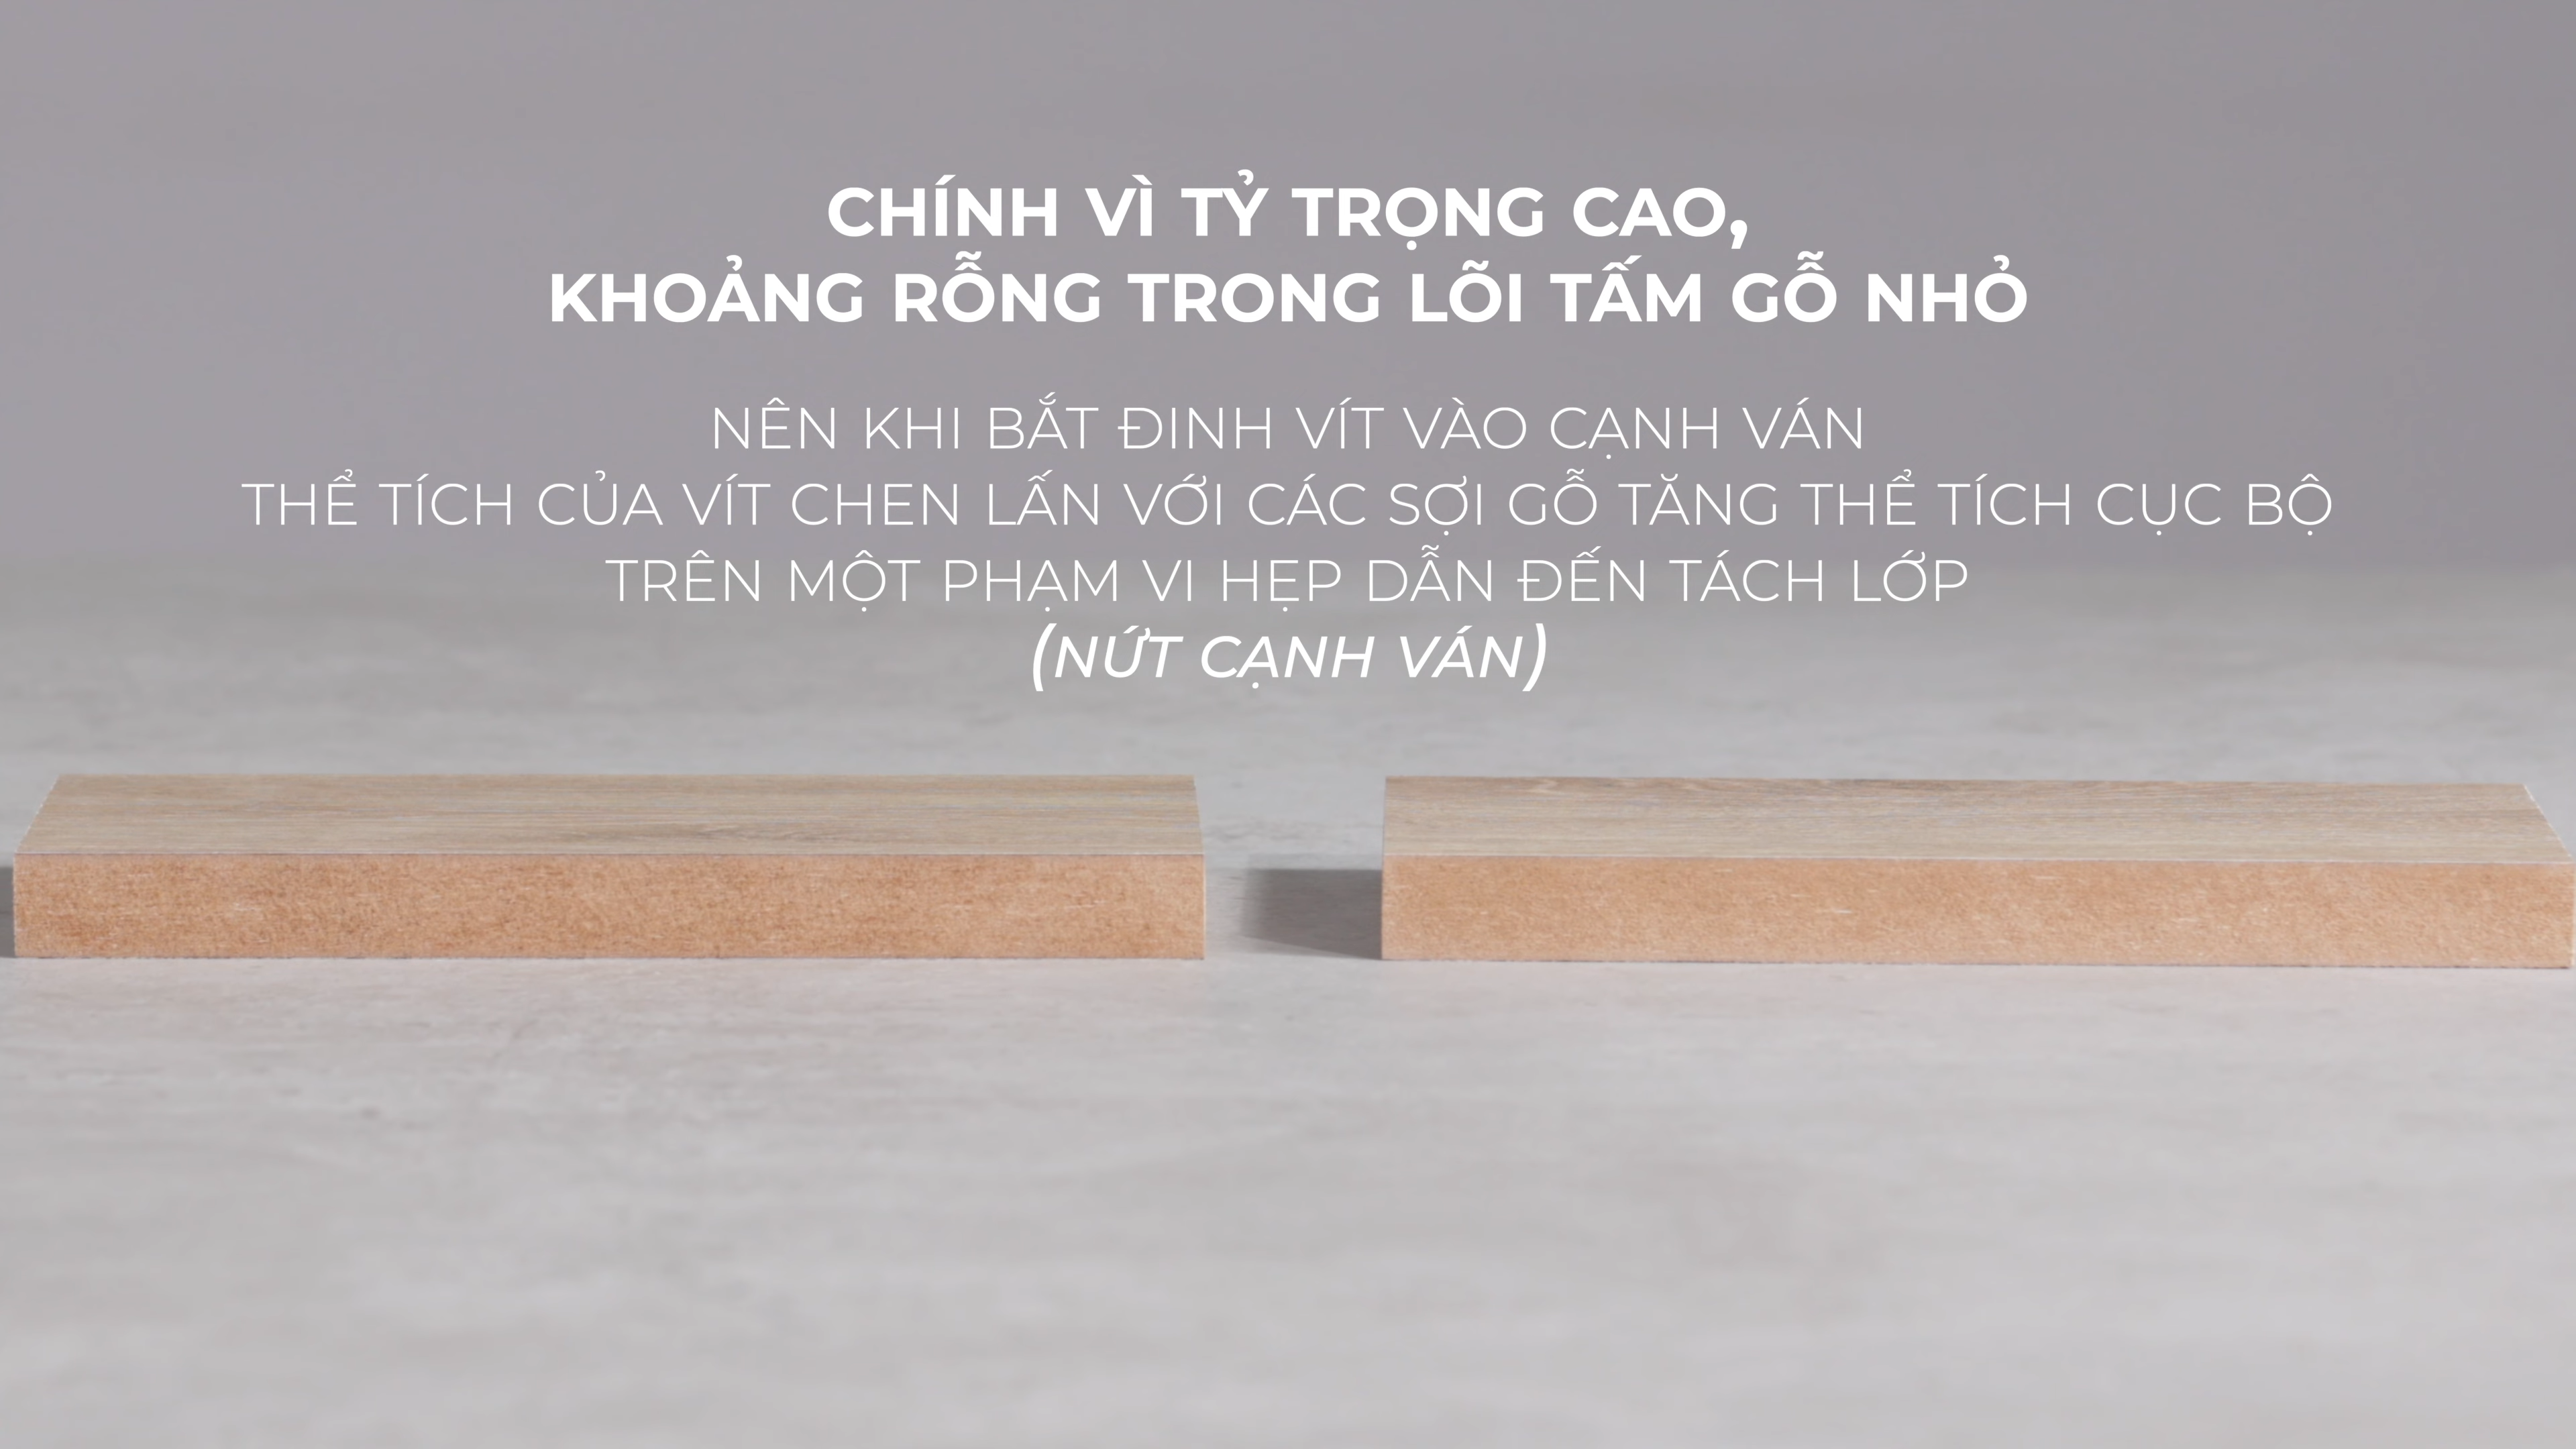 CHÍNH VÌ TỶ TRỌNG CAO,
KHOẢNG RỖNG TRONG LÕI TẤM GỖ NHỎ
NÊN KHI BẮT ĐINH VÍT VÀO CẠNH VÁN
THỂ TÍCH CỦA VÍT CHEN LẤN VỚI CÁC SỢI GỖ TĂNG THỂ TÍCH CỤC BỘ
TRÊN MỘT PHẠM VI HẸP DẪN ĐẾN TÁCH LỚP
(NỨT CẠNH VÁN)